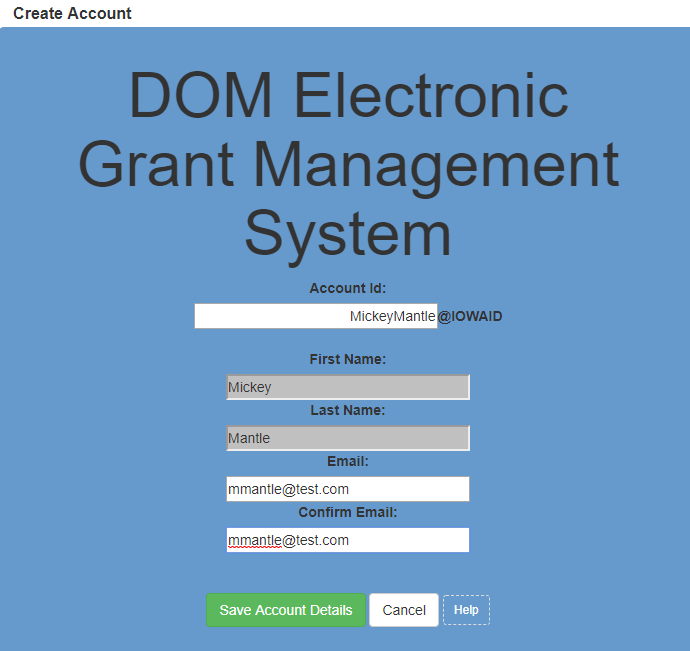 Create Account
DOM Electronic
Grant Management
System
Account Id:
MickeyMantle@IOWAID
First Name:
Mickey
Last Name:
Mantle
Email:
mmantle@test.com
Confirm Email:
mmantle@test.com
Save Account Details Cancel Help